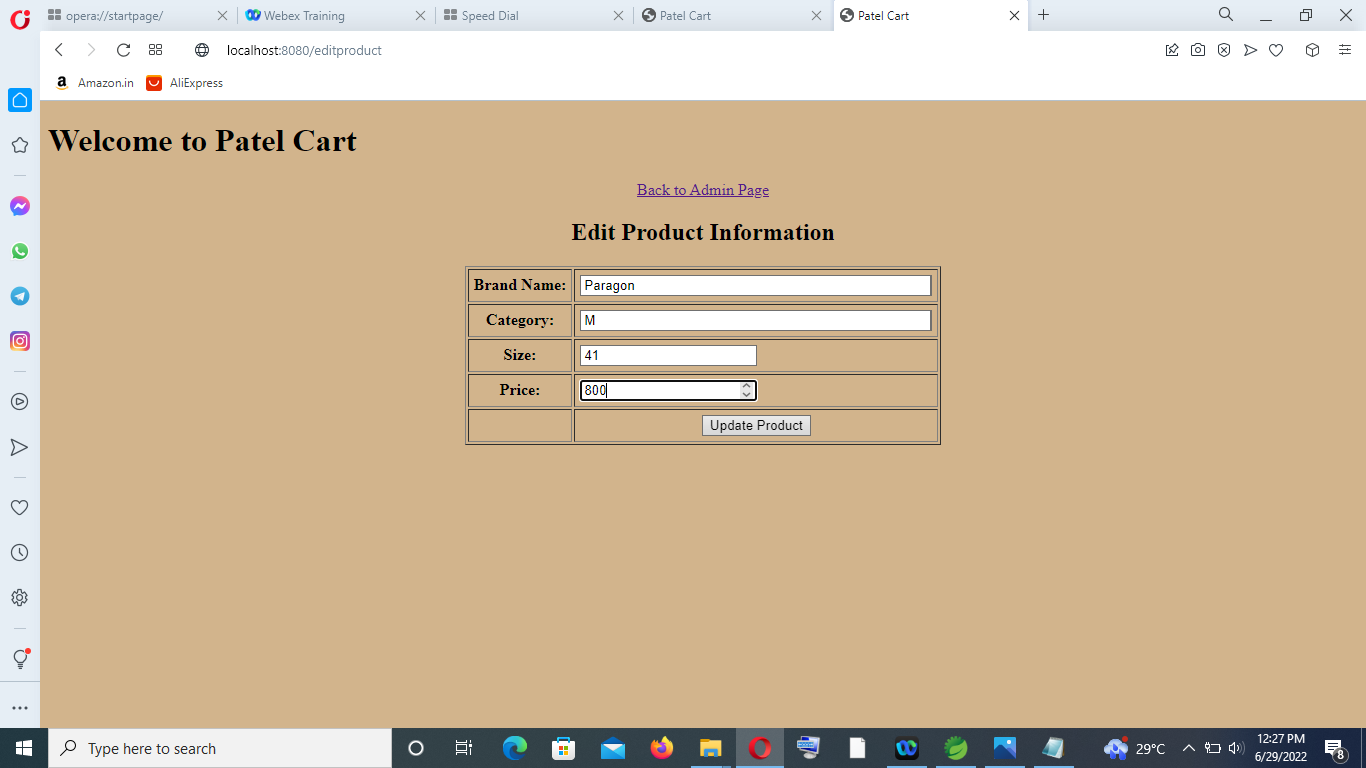 opera://startpage/
Webex Training
Speed Dial
Patel Cart
Patel Cart
localhost:8080/editproduct
a Amazon.in
AliExpress
Welcome to Patel Cart
Back to Admin Page
Edit Product Information
Brand Name: Paragon
Category: M
Size: 41
Price: 800
Update Product
Type here to search
29°C
12:27 PM
6/29/2022
8